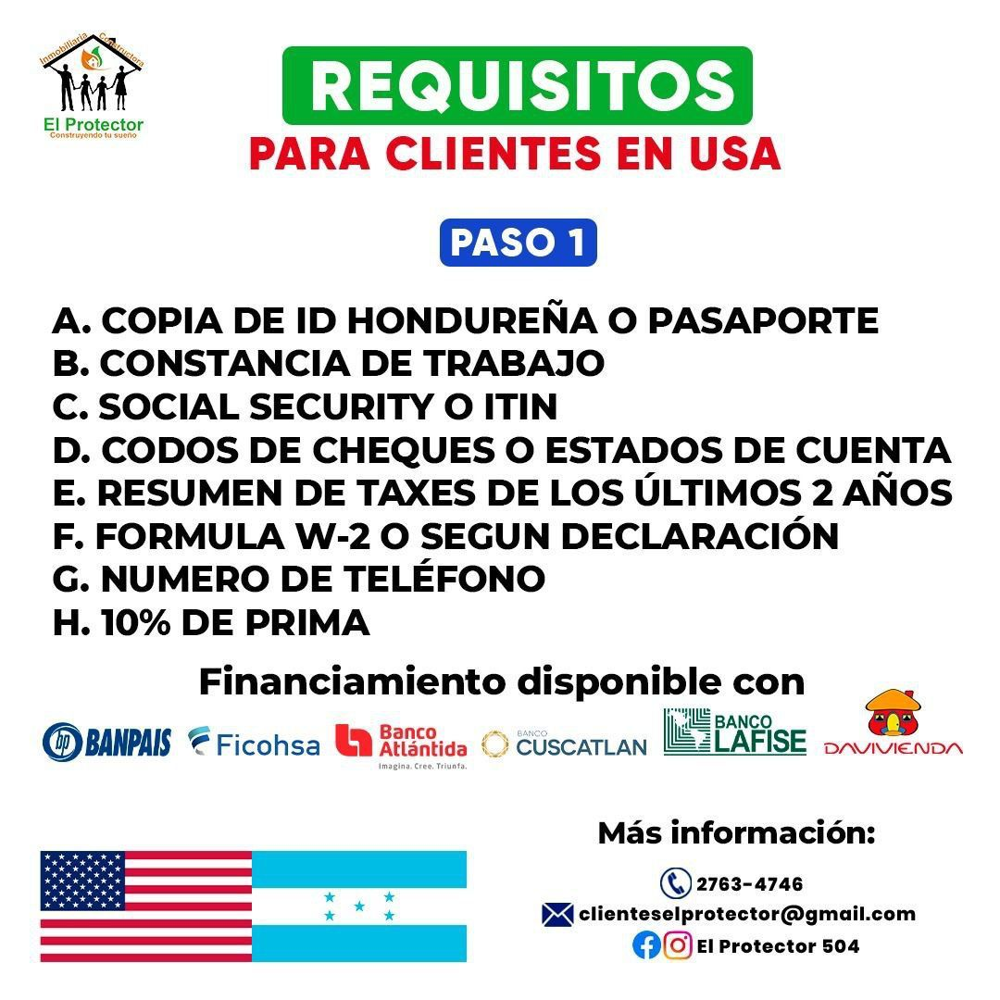 Inmobiliaria Constructora
El Protector
Construyendo tu sueño
REQUISITOS
PARA CLIENTES EN USA
PASO 1
A. COPIA DE ID HONDUREÑA O PASAPORTE
B. CONSTANCIA DE TRABAJO
C. SOCIAL SECURITY O ITIN
D. CODOS DE CHEQUES O ESTADOS DE CUENTA
E. RESUMEN DE TAXES DE LOS ÚLTIMOS 2 AÑOS
F. FORMULA W-2 O SEGUN DECLARACIÓN
G. NUMERO DE TELÉFONO
H. 10% DE PRIMA
Financiamiento disponible con
bp BANPAIS
Ficohsa
Banco
Atlántida
Imagina. Cree. Triunfa.
BANCO
CUSCATLAN
BANCO
LAFISE
DAVIVIENDA
Más información:
2763-4746
clienteselprotector@gmail.com
El Protector 504